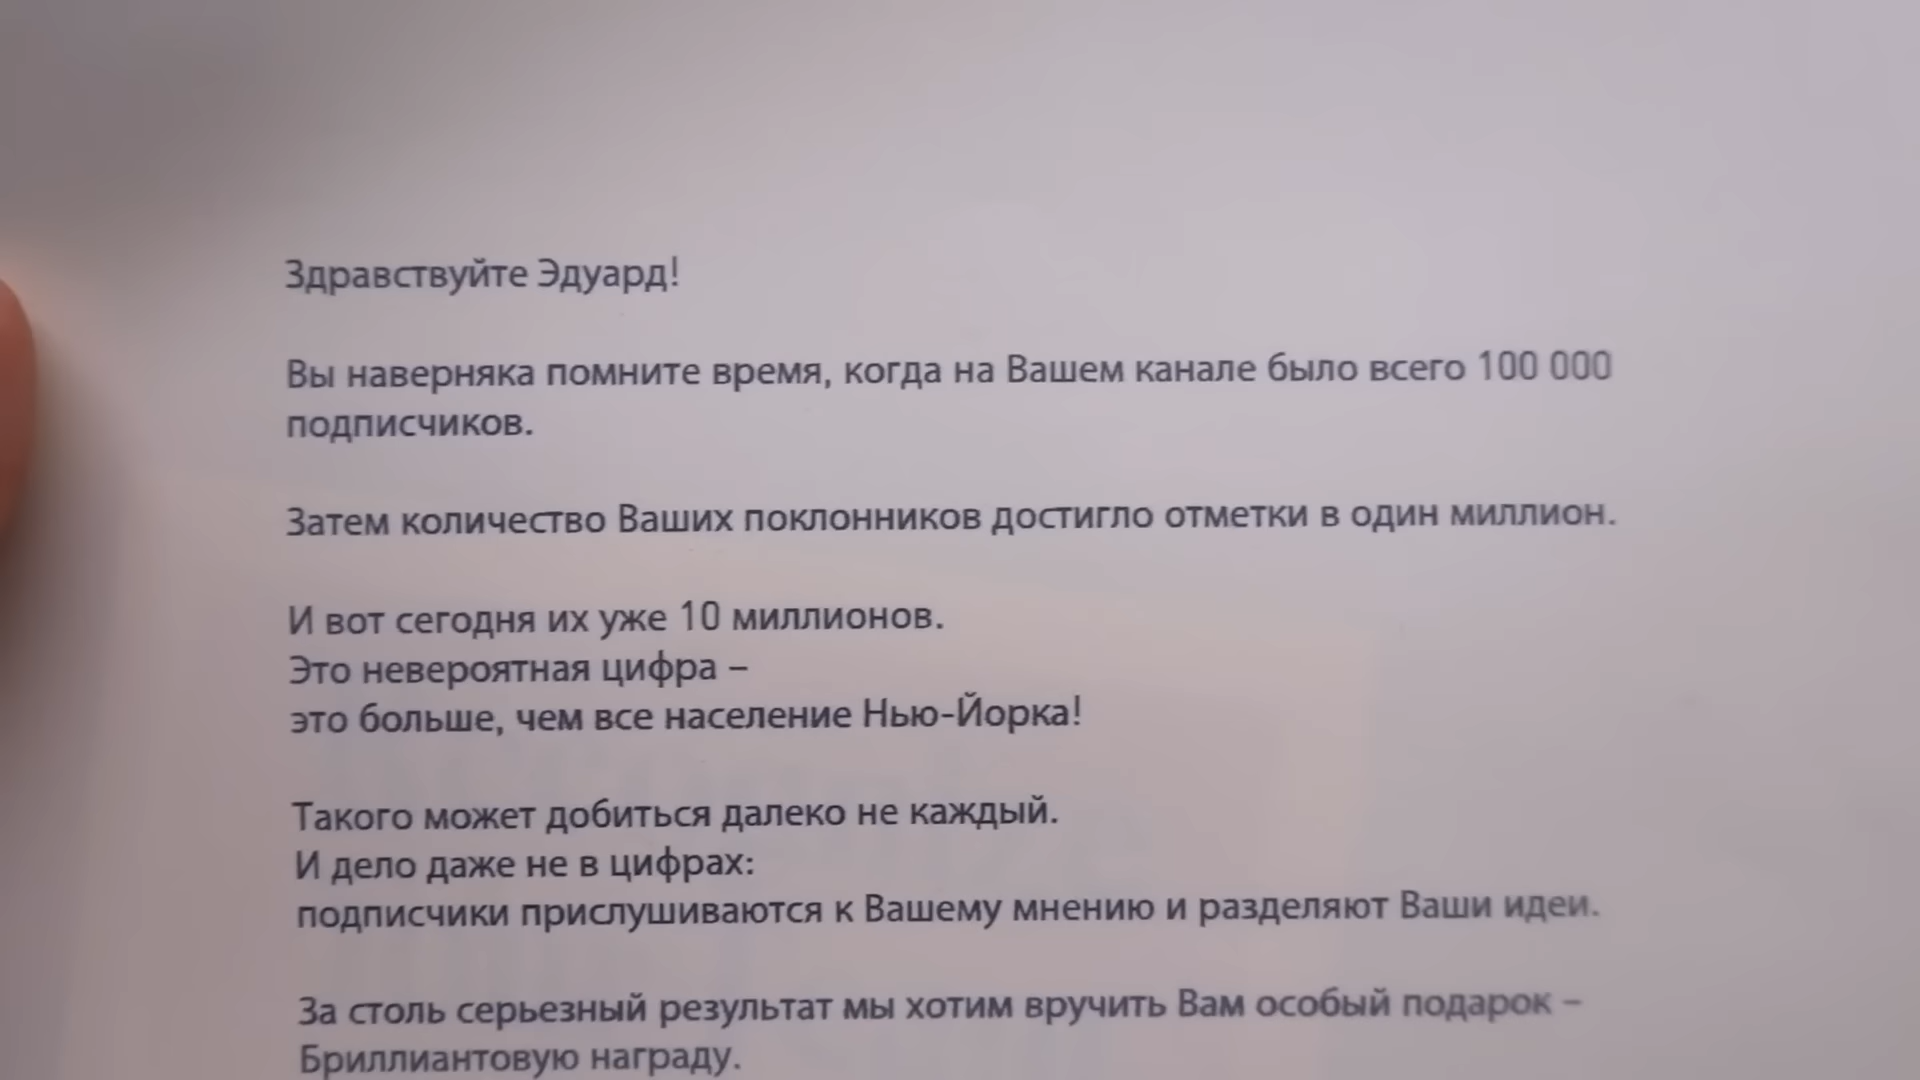 Здравствуйте Эдуард!
Вы наверняка помните время, когда на Вашем канале было всего 100 000
подписчиков.
Затем количество Ваших поклонников достигло отметки в один миллион.
И вот сегодня их уже 10 миллионов.
Это невероятная цифра –
это больше, чем все население Нью-Йорка!
Такого может добиться далеко не каждый.
И дело даже не в цифрах:
подписчики прислушиваются к Вашему мнению и разделяют Ваши идеи.
За столь серьезный результат мы хотим вручить Вам особый подарок –
Бриллиантовую награду.